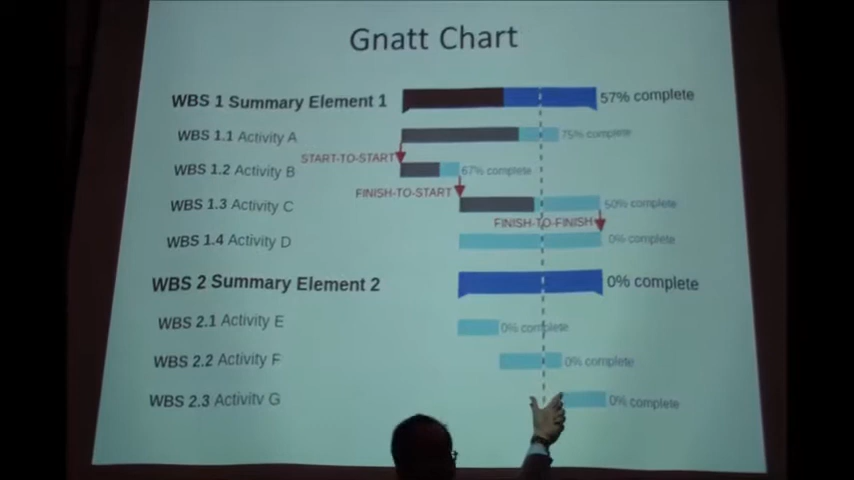 Gnatt Chart
WBS 1 Summary Element 1 57% complete
WBS 1.1 Activity A 75% complete
START-TO-START
WBS 1.2 Activity B 67% complete
FINISH-TO-START
WBS 1.3 Activity C 50% complete
FINISH-TO-FINISH
WBS 1.4 Activity D 0% complete
WBS 2 Summary Element 2 0% complete
WBS 2.1 Activity E 0% complete
WBS 2.2 Activity F 0% complete
WBS 2.3 Activity G 0% complete